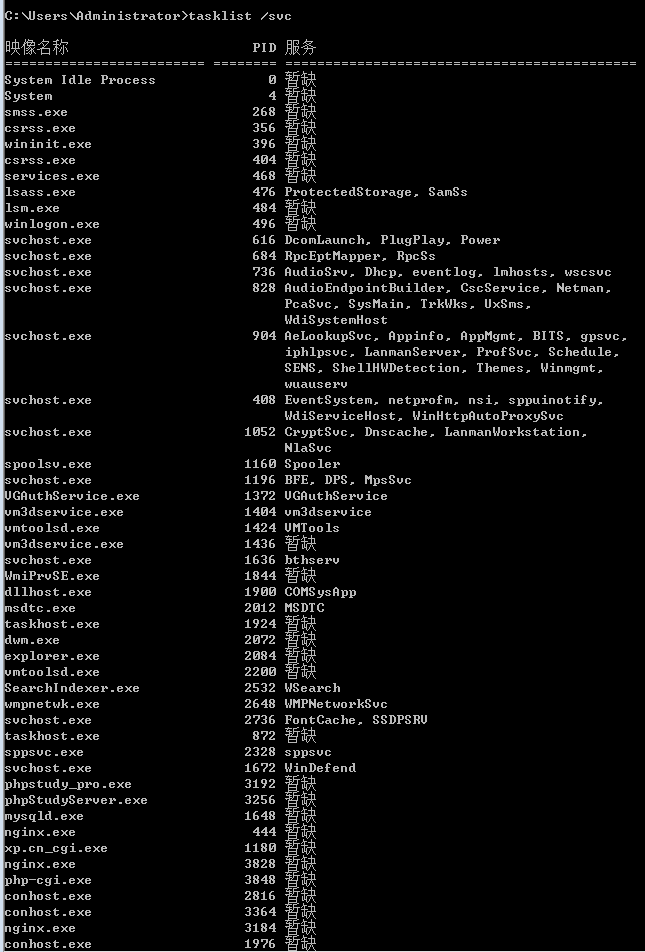 C:\Users\Administrator>tasklist /svc
映像名称 PID 服务
========================= ======== ============================================
System Idle Process 0 暂缺
System 4 暂缺
smss.exe 268 暂缺
csrss.exe 356 暂缺
wininit.exe 396 暂缺
csrss.exe 404 暂缺
services.exe 468 暂缺
lsass.exe 476 ProtectedStorage, SamSs
lsm.exe 484 暂缺
winlogon.exe 496 暂缺
svchost.exe 616 DcomLaunch, PlugPlay, Power
svchost.exe 684 RpcEptMapper, RpcSs
svchost.exe 736 AudioSrv, Dhcp, eventlog, lmhosts, wscsvc
svchost.exe 828 AudioEndpointBuilder, CscService, Netman,
PcaSvc, SysMain, TrkWks, UxSms,
WdiSystemHost
svchost.exe 904 AeLookupSvc, Appinfo, AppMgmt, BITS, gpsvc,
iphlpsvc, LanmanServer, ProfSvc, Schedule,
SENS, ShellHWDetection, Themes, Winmgmt,
wuauserv
svchost.exe 408 EventSystem, netprofm, nsi, sppuinotify,
WdiServiceHost, WinHttpAutoProxySvc
svchost.exe 1052 CryptSvc, Dnscache, LanmanWorkstation,
NlaSvc
spoolsv.exe 1160 Spooler
svchost.exe 1196 BFE, DPS, MpsSvc
VGAuthService.exe 1372 VGAuthService
vm3dservice.exe 1404 vm3dservice
vmtoolsd.exe 1424 VMTools
vm3dservice.exe 1436 暂缺
svchost.exe 1636 bthserv
WmiPrvSE.exe 1844 暂缺
dllhost.exe 1900 COMSysApp
msdtc.exe 2012 MSDTC
taskhost.exe 1924 暂缺
dwm.exe 2072 暂缺
explorer.exe 2084 暂缺
vmtoolsd.exe 2200 暂缺
SearchIndexer.exe 2532 WSearch
wmpnetwk.exe 2648 WMPNetworkSvc
svchost.exe 2736 FontCache, SSDPSRV
taskhost.exe 872 暂缺
sppsvc.exe 2328 sppsvc
svchost.exe 1672 WinDefend
phpstudy_pro.exe 3192 暂缺
phpStudyServer.exe 3256 暂缺
mysqld.exe 1648 暂缺
nginx.exe 444 暂缺
xp.cn_cgi.exe 1180 暂缺
nginx.exe 3828 暂缺
php-cgi.exe 3848 暂缺
conhost.exe 2816 暂缺
conhost.exe 3364 暂缺
nginx.exe 3184 暂缺
conhost.exe 1976 暂缺